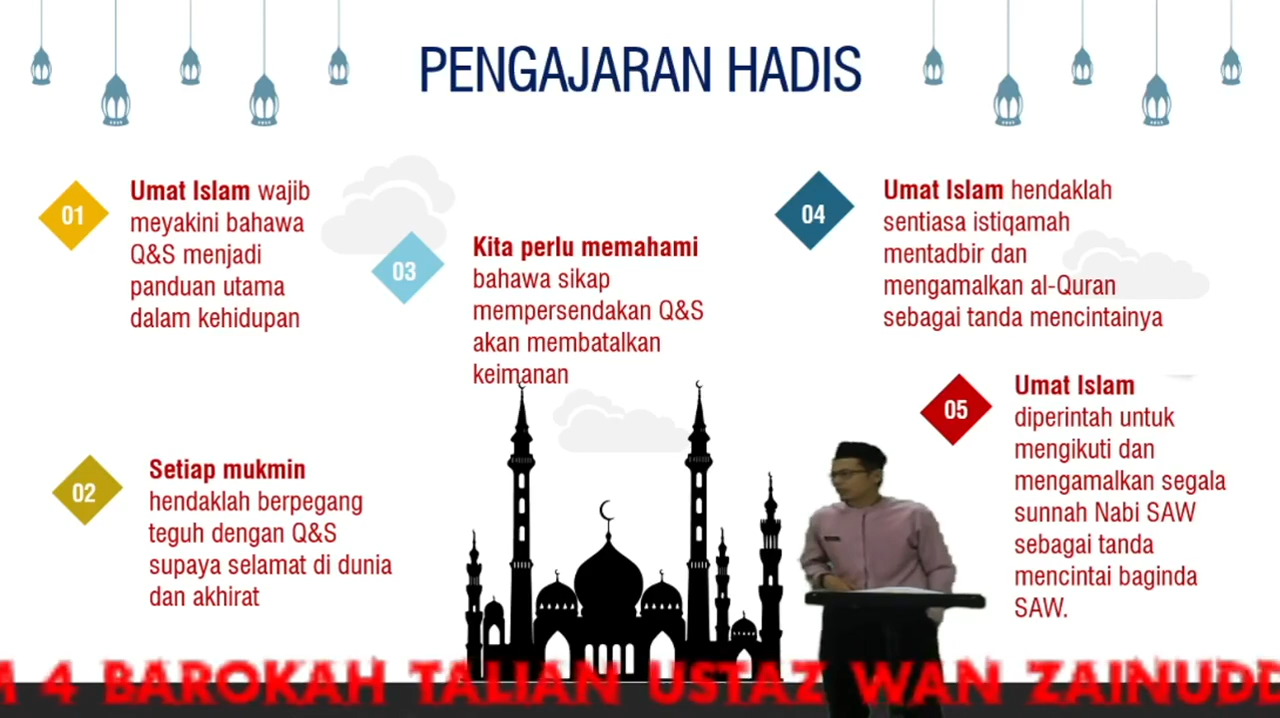 PENGAJARAN HADIS
01
Umat Islam wajib
meyakini bahawa
Q&S menjadi
panduan utama
dalam kehidupan
02
Setiap mukmin
hendaklah berpegang
teguh dengan Q&S
supaya selamat di dunia
dan akhirat
03
Kita perlu memahami
bahawa sikap
mempersendakan Q&S
akan membatalkan
keimanan
04
Umat Islam hendaklah
sentiasa istiqamah
mentadbir dan
mengamalkan al-Quran
sebagai tanda mencintainya
05
Umat Islam
diperintah untuk
mengikuti dan
mengamalkan segala
sunnah Nabi SAW
sebagai tanda
mencintai baginda
SAW.
M 4 BAROKAH TALIAN USTAZ WAN ZAINUDD